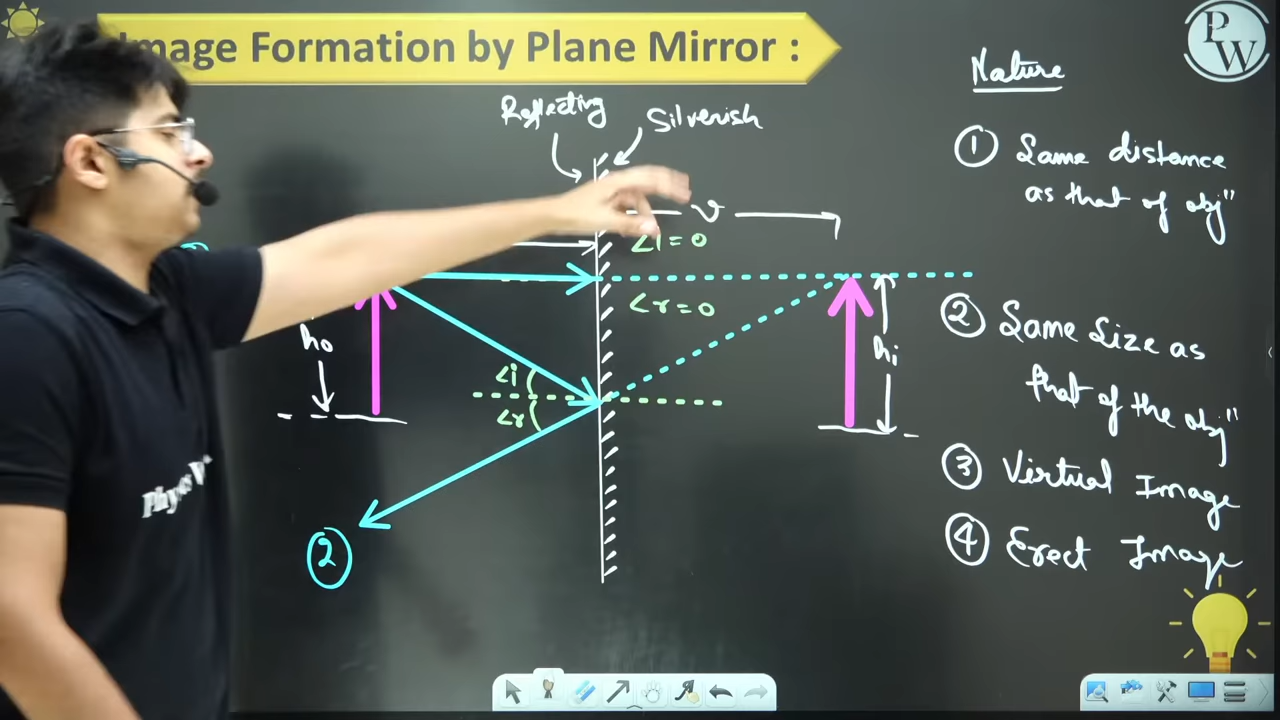 Image Formation by Plane Mirror :
PW
Nature
Reflecting
Silverish
① Same distance
as that of obj"
v
∠i = 0
∠r = 0
② Same Size as
that of the obj"
ho
hi
∠i
∠r
③ Virtual Image
④ Erect Image
②